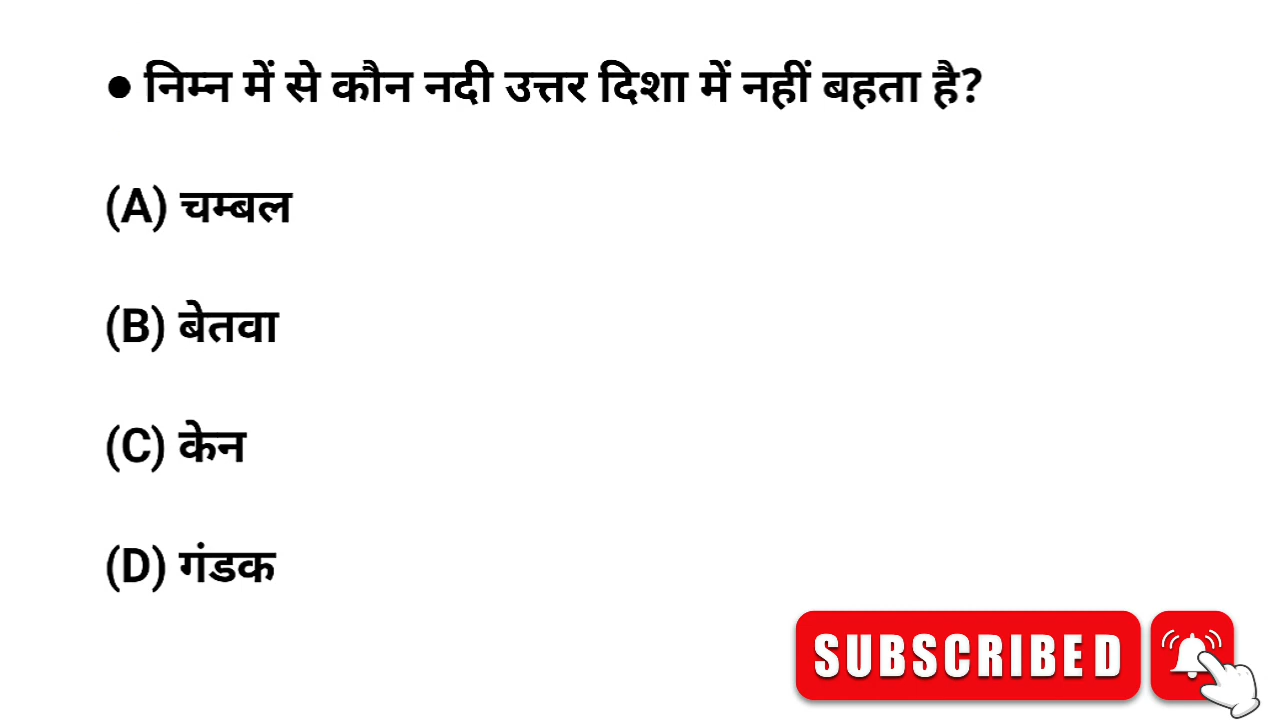 ● निम्न में से कौन नदी उत्तर दिशा में नहीं बहता है?
(A) चम्बल
(B) बेतवा
(C) केन
(D) गंडक
SUBSCRIBED